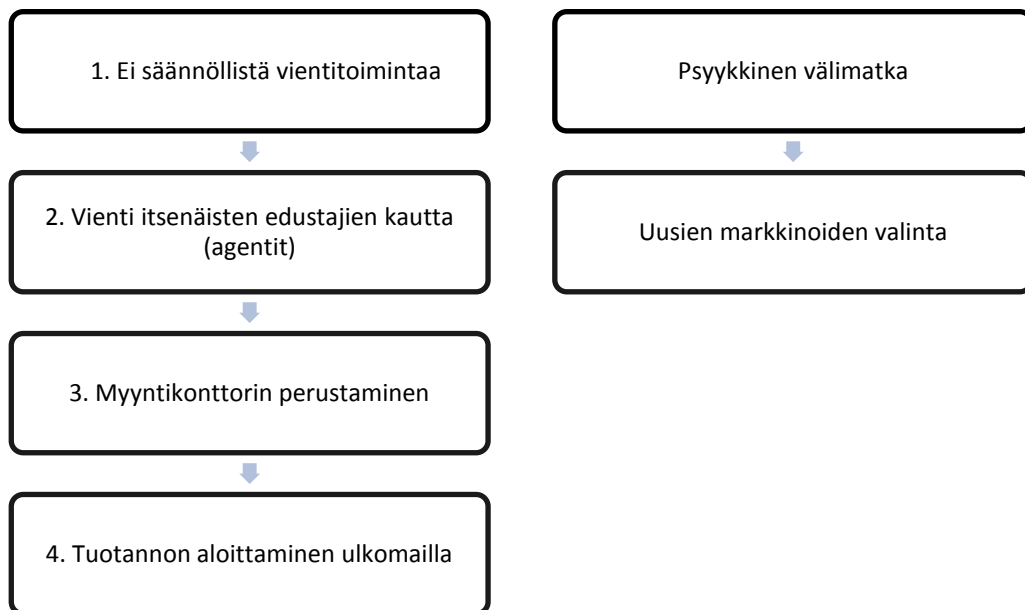 1. Ei säännöllistä vientitoimintaa
2. Vienti itsenäisten edustajien kautta
(agentit)
3. Myyntikonttorin perustaminen
4. Tuotannon aloittaminen ulkomailla
Psyykkinen välimatka
Uusien markkinoiden valinta